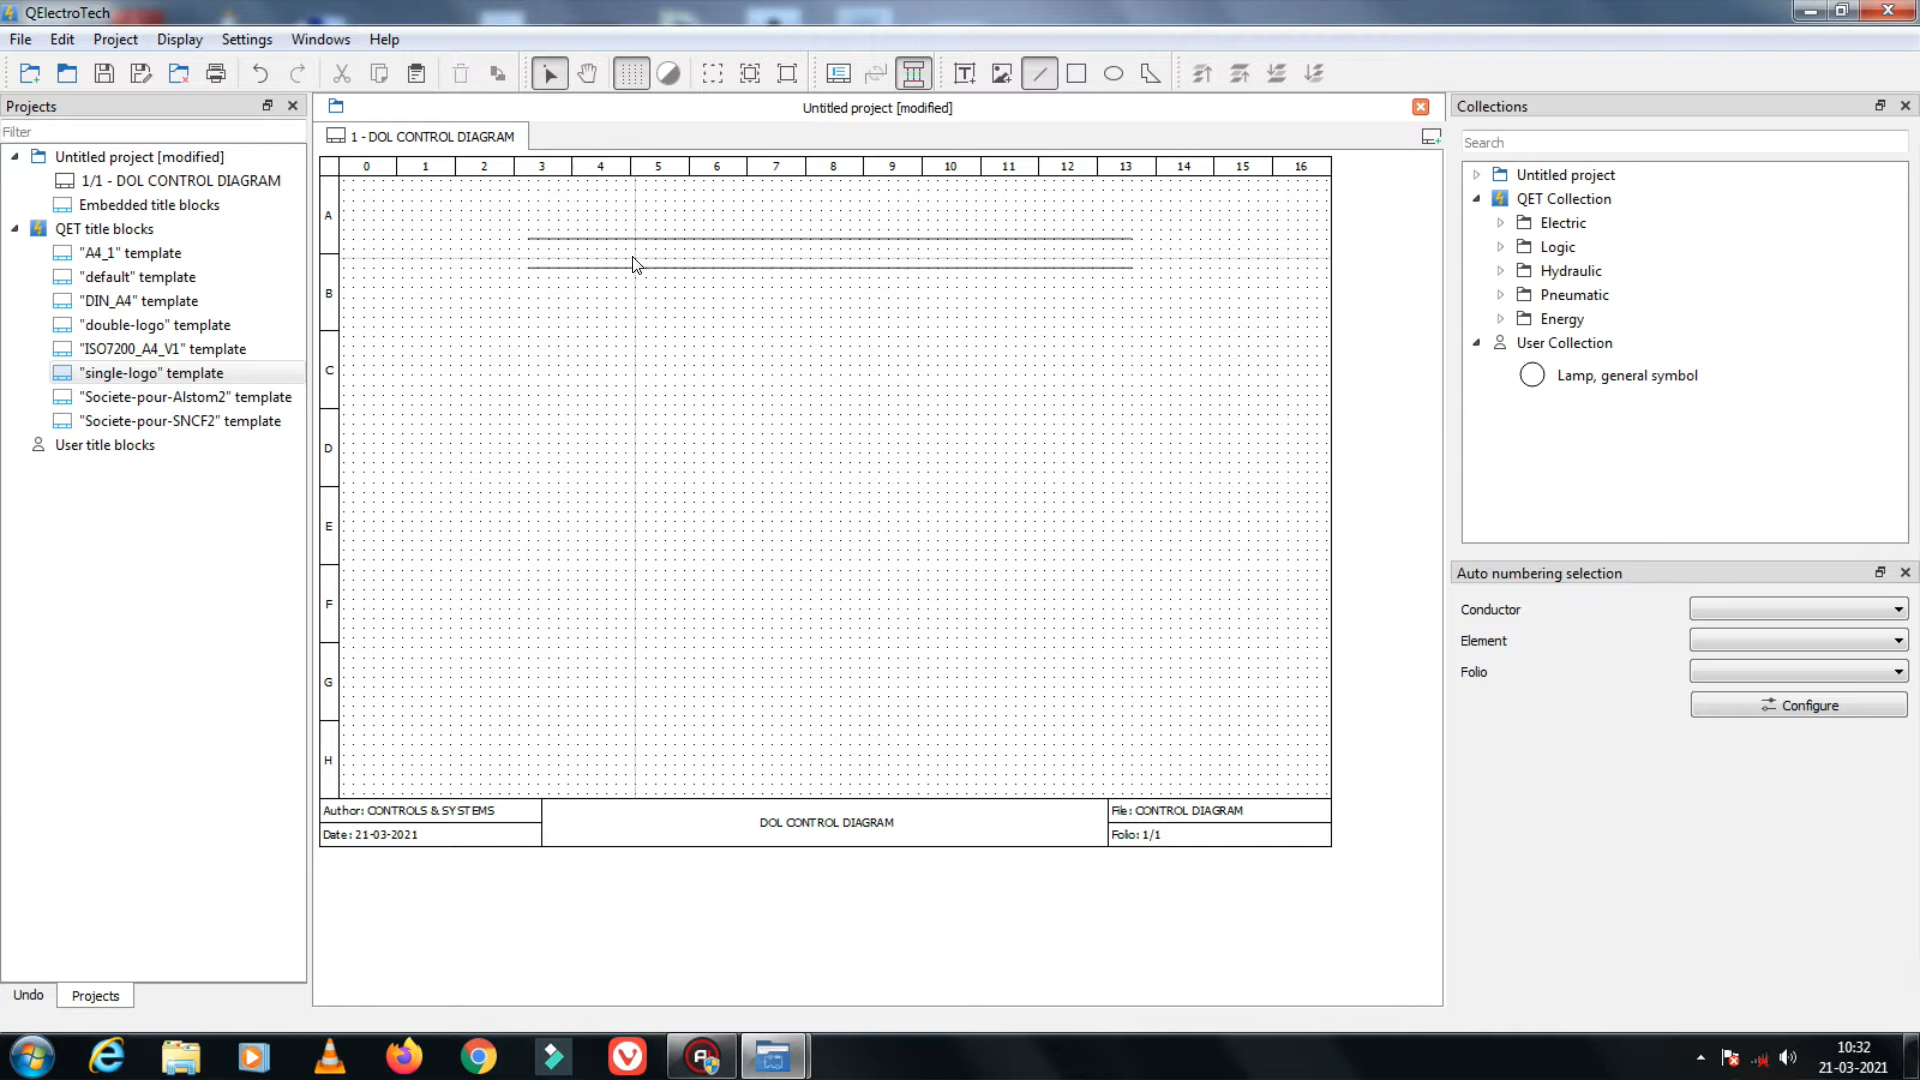 QElectroTech
File Edit Project Display Settings Windows Help
Projects
Filter
Untitled project [modified]
1/1 - DOL CONTROL DIAGRAM
Embedded title blocks
QET title blocks
"A4_1" template
"default" template
"DIN_A4" template
"double-logo" template
"ISO7200_A4_V1" template
"single-logo" template
"Societe-pour-Alstom2" template
"Societe-pour-SNCF2" template
User title blocks
Undo Projects
Untitled project [modified]
1 - DOL CONTROL DIAGRAM
0 1 2 3 4 5 6 7 8 9 10 11 12 13 14 15 16
A
B
C
D
E
F
G
H
Author: CONTROLS & SYSTEMS
Date: 21-03-2021
DOL CONTROL DIAGRAM
File: CONTROL DIAGRAM
Folio: 1/1
Collections
Search
Untitled project
QET Collection
Electric
Logic
Hydraulic
Pneumatic
Energy
User Collection
Lamp, general symbol
Auto numbering selection
Conductor
Element
Folio
Configure
10:32
21-03-2021